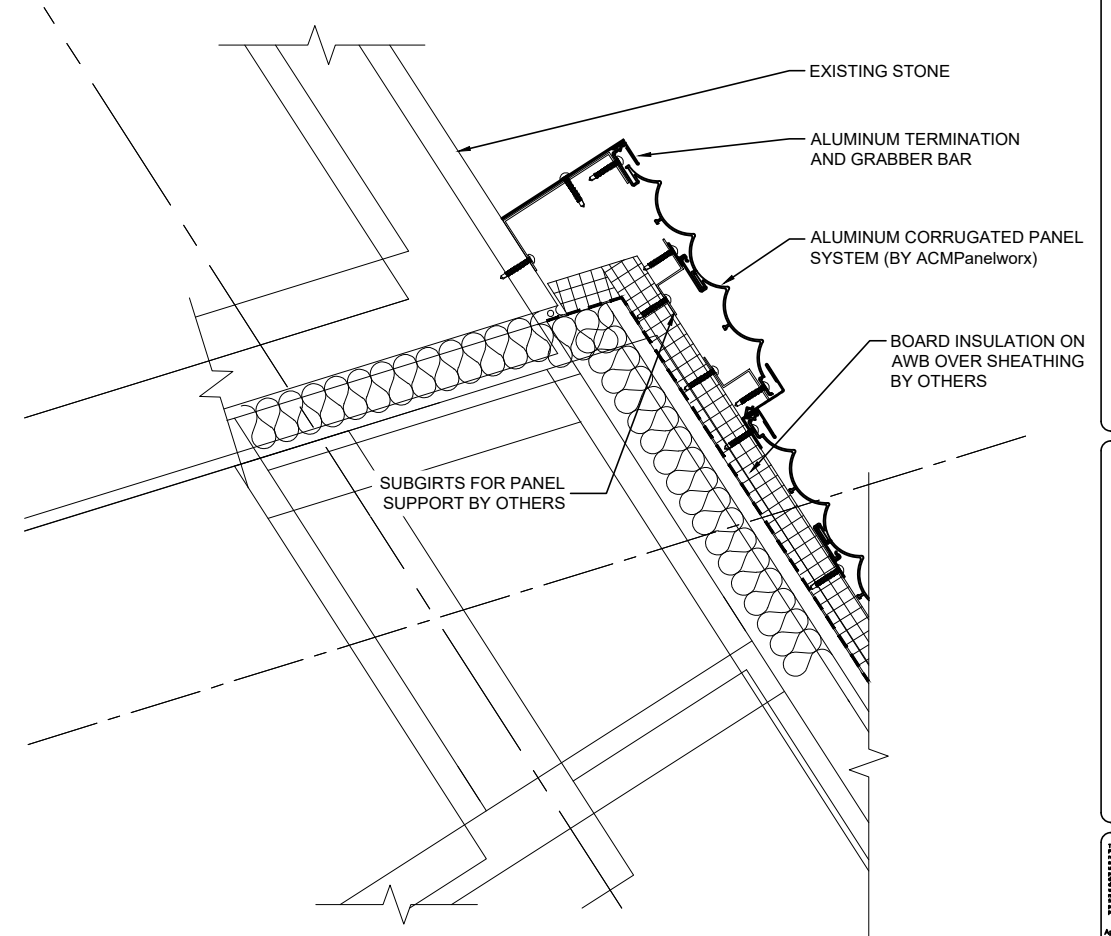 EXISTING STONE
ALUMINUM TERMINATION
AND GRABBER BAR
ALUMINUM CORRUGATED PANEL
SYSTEM (BY ACMPanelworx)
BOARD INSULATION ON
AWB OVER SHEATHING
BY OTHERS
SUBGIRTS FOR PANEL
SUPPORT BY OTHERS